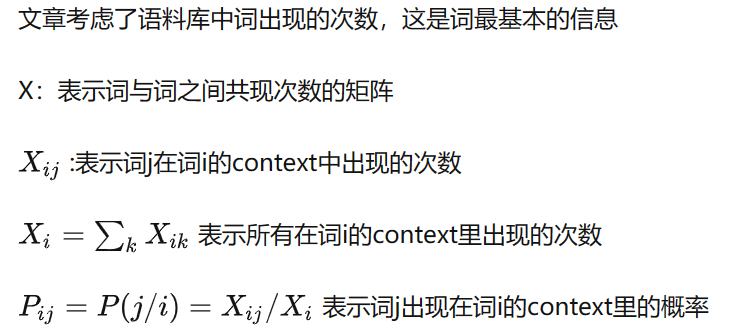 文章考虑了语料库中词出现的次数，这是词最基本的信息
X：表示词与词之间共现次数的矩阵
X_{ij} :表示词j在词i的context中出现的次数
X_i = \sum_k X_{ik} 表示所有在词i的context里出现的次数
P_{ij} = P(j/i) = X_{ij}/X_i 表示词j出现在词i的context里的概率